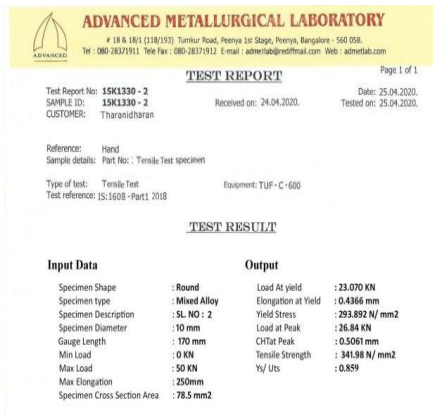 ADVANCED METALLURGICAL LABORATORY
# 18 & 18/1 (118/193) Tumkur Road, Peenya 1st Stage, Peenya, Bangalore - 560 058.
Tel : 080-28371911 Tele Fax : 080-28371912 E-mail : admetlab@rediffmail.com Web : admetlab.com
ADVANCED
Page 1 of 1
TEST REPORT
Test Report No: 15K1330 - 2 Date: 25.04.2020.
SAMPLE ID: 15K1330 - 2 Received on: 24.04.2020. Tested on: 25.04.2020.
CUSTOMER: Tharanidharan
Reference: Hand
Sample details: Part No: : Tensile Test specimen
Type of test: Tensile Test Equipment: TUF - C - 600
Test reference: IS:1608 -Part1 2018
TEST RESULT
Input Data Output
Specimen Shape : Round Load At yield : 23.070 KN
Specimen type : Mixed Alloy Elongation at Yield : 0.4366 mm
Specimen Description : SL. NO : 2 Yield Stress : 293.892 N/ mm2
Specimen Diameter : 10 mm Load at Peak : 26.84 KN
Gauge Length : 170 mm CHTat Peak : 0.5061 mm
Min Load : 0 KN Tensile Strength : 341.98 N/ mm2
Max Load : 50 KN Ys/ Uts : 0.859
Max Elongation : 250mm
Specimen Cross Section Area : 78.5 mm2